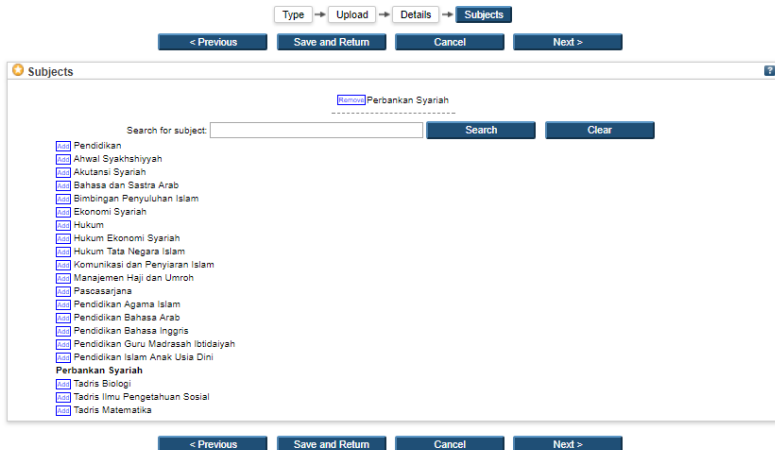 Type Upload Details Subjects
< Previous Save and Return Cancel Next >
Subjects ?
Remove Perbankan Syariah
Search for subject: Search Clear
Add Pendidikan
Add Ahwal Syakhshiyyah
Add Akutansi Syariah
Add Bahasa dan Sastra Arab
Add Bimbingan Penyuluhan Islam
Add Ekonomi Syariah
Add Hukum
Add Hukum Ekonomi Syariah
Add Hukum Tata Negara Islam
Add Komunikasi dan Penyiaran Islam
Add Manajemen Haji dan Umroh
Add Pascasarjana
Add Pendidikan Agama Islam
Add Pendidikan Bahasa Arab
Add Pendidikan Bahasa Inggris
Add Pendidikan Guru Madrasah Ibtidaiyah
Add Pendidikan Islam Anak Usia Dini
Perbankan Syariah
Add Tadris Biologi
Add Tadris Ilmu Pengetahuan Sosial
Add Tadris Matematika
< Previous Save and Return Cancel Next >